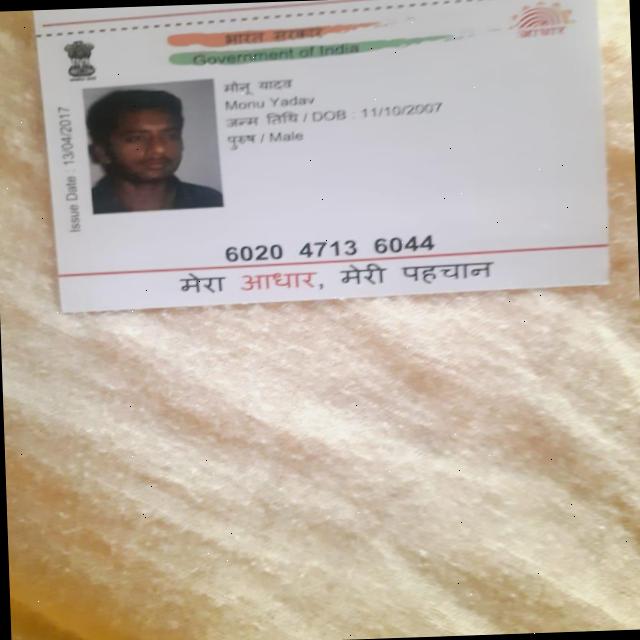 भारत सरकार
Government of India
आधार
मोनू यादव
Monu Yadav
जन्म तिथि / DOB : 11/10/2007
पुरुष / Male
Issue Date : 13/04/2017
6020 4713 6044
मेरा आधार, मेरी पहचान